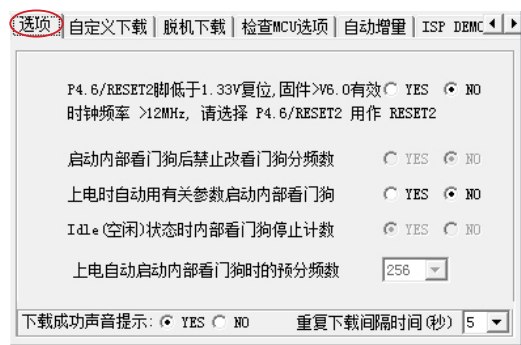 选项 自定义下载 脱机下载 检查MCU选项 自动增量 ISP DEMO
P4.6/RESET2脚低于1.33V复位,固件>V6.0有效 YES NO
时钟频率 >12MHz, 请选择 P4.6/RESET2 用作 RESET2
启动内部看门狗后禁止改看门狗分频数 YES NO
上电时自动用有关参数启动内部看门狗 YES NO
Idle(空闲)状态时内部看门狗停止计数 YES NO
上电自动启动内部看门狗时的预分频数 256
下载成功声音提示: YES NO 重复下载间隔时间(秒) 5